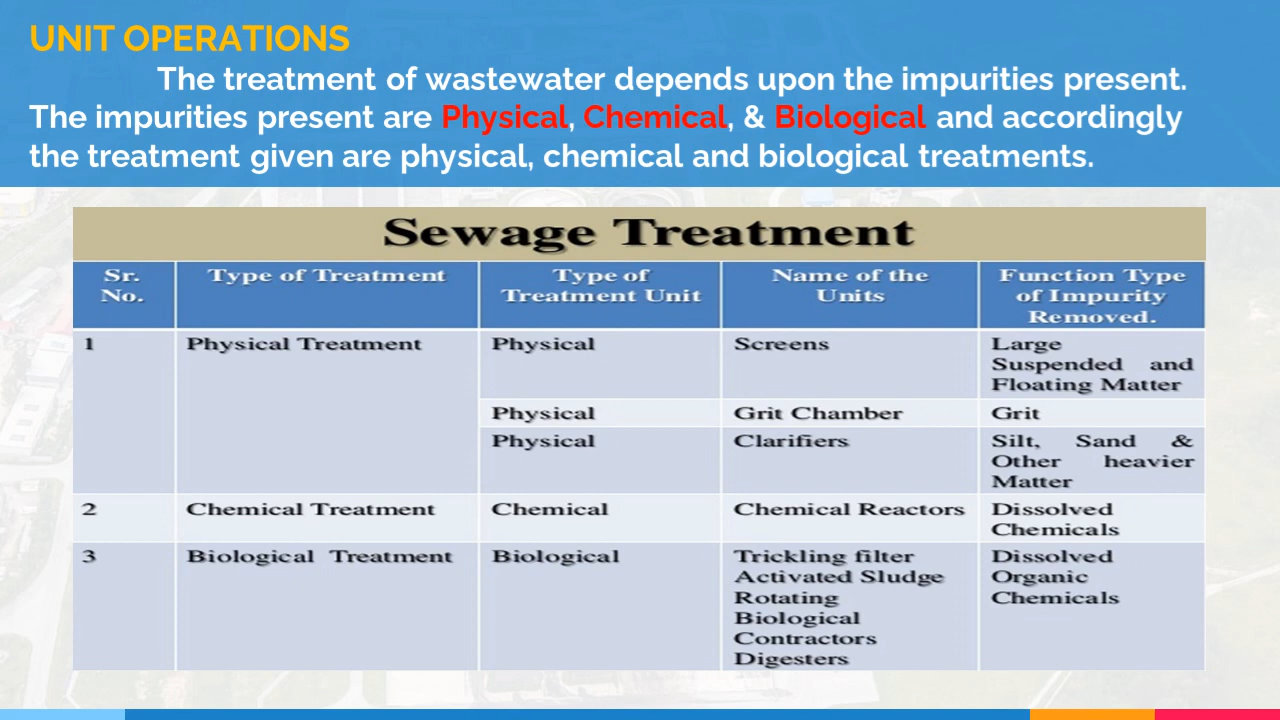 UNIT OPERATIONS
The treatment of wastewater depends upon the impurities present.
The impurities present are Physical, Chemical, & Biological and accordingly
the treatment given are physical, chemical and biological treatments.
Sewage Treatment
Sr. No.
Type of Treatment
Type of
Treatment Unit
Name of the
Units
Function Type
of Impurity
Removed.
1
Physical Treatment
Physical
Screens
Large
Suspended and
Floating Matter
Physical
Grit Chamber
Grit
Physical
Clarifiers
Silt, Sand &
Other heavier
Matter
2
Chemical Treatment
Chemical
Chemical Reactors
Dissolved
Chemicals
3
Biological Treatment
Biological
Trickling filter
Activated Sludge
Rotating
Biological
Contractors
Digesters
Dissolved
Organic
Chemicals